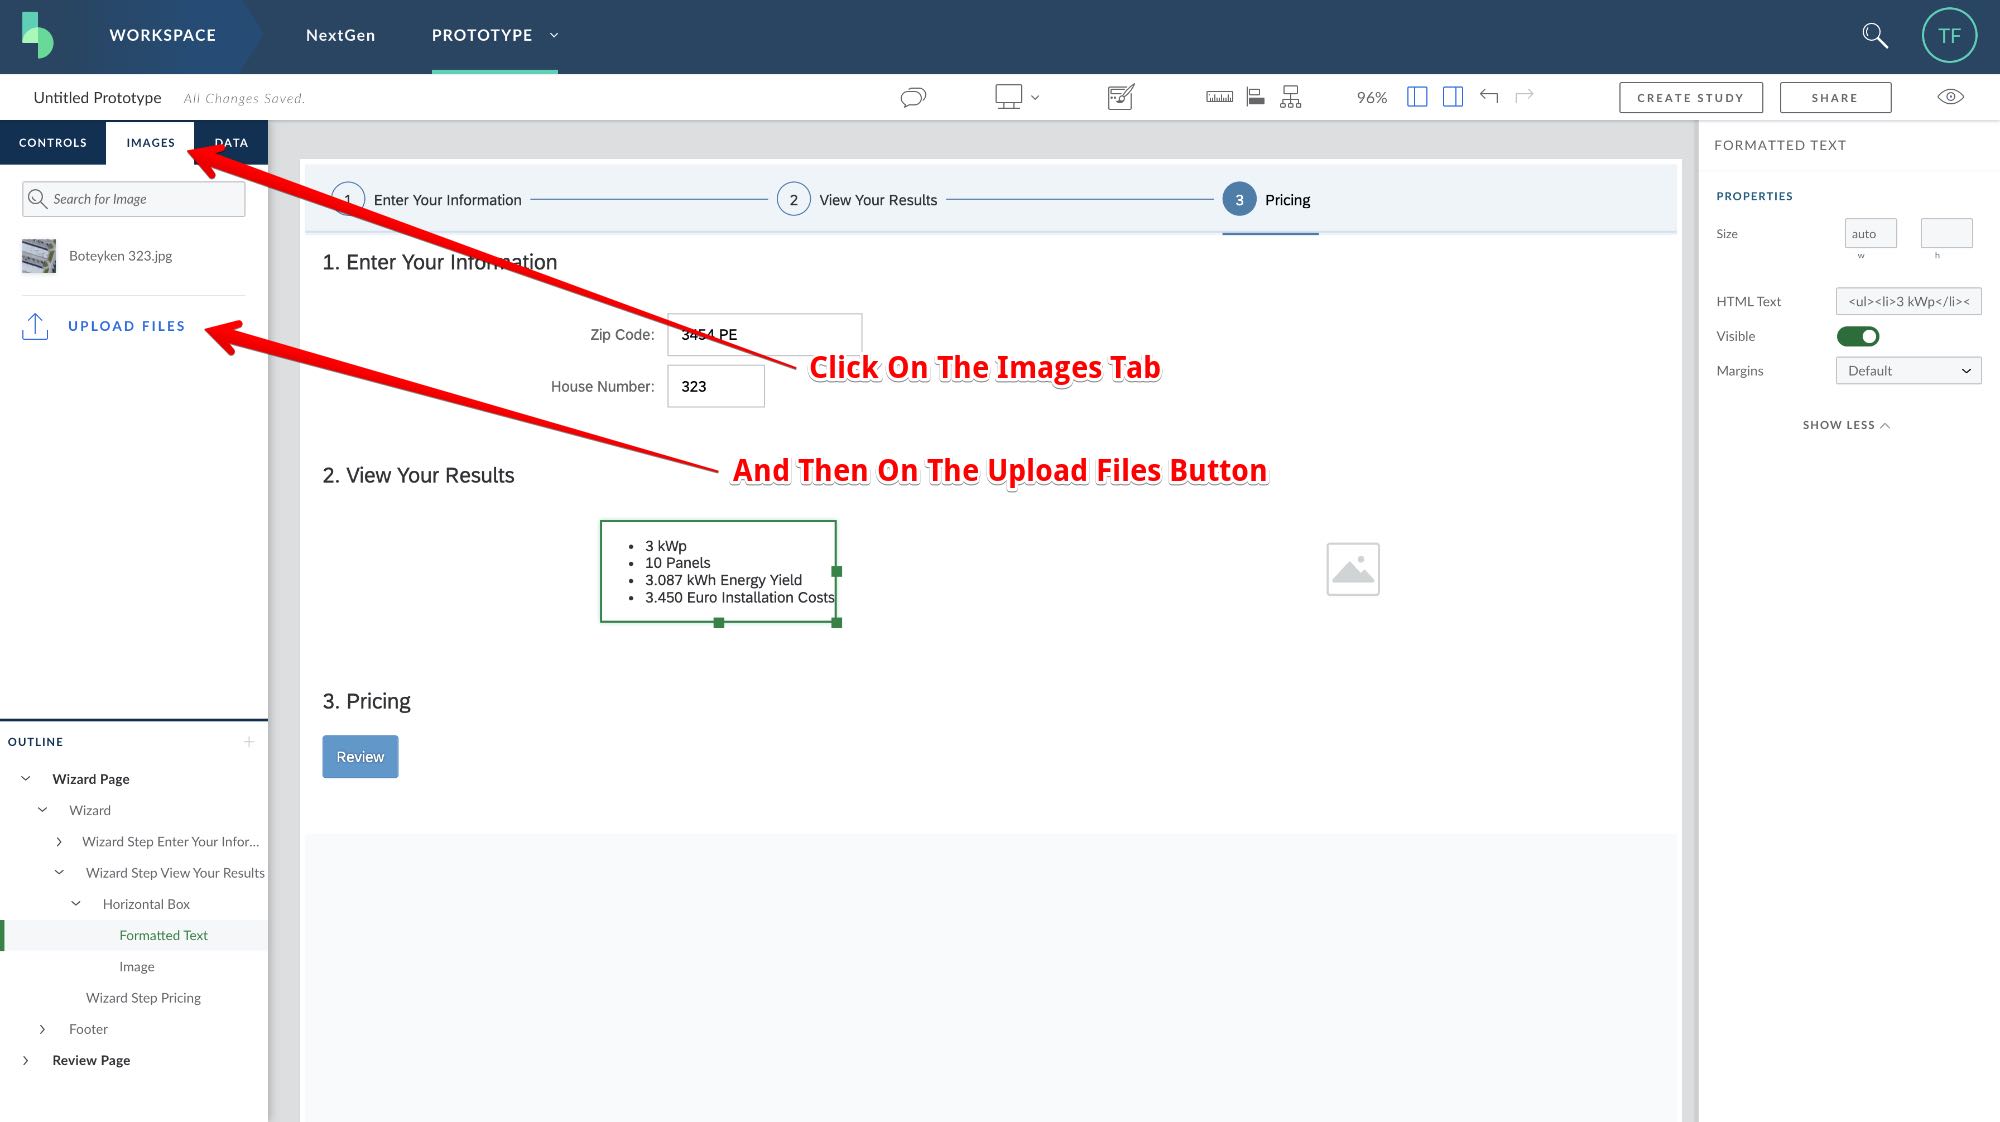 WORKSPACE
NextGen
PROTOTYPE
TF
Untitled Prototype
All Changes Saved.
96%
CREATE STUDY
SHARE
CONTROLS
IMAGES
DATA
Search for Image
Boteyken 323.jpg
UPLOAD FILES
1
Enter Your Information
2
View Your Results
3
Pricing
1. Enter Your Information
Zip Code:
3454 PE
House Number:
323
Click On The Images Tab
And Then On The Upload Files Button
2. View Your Results
• 3 kWp
• 10 Panels
• 3.087 kWh Energy Yield
• 3.450 Euro Installation Costs
3. Pricing
Review
FORMATTED TEXT
PROPERTIES
Size
auto
w
h
HTML Text
<ul><li>3 kWp</li><
Visible
Margins
Default
SHOW LESS
OUTLINE
Wizard Page
Wizard
Wizard Step Enter Your Infor...
Wizard Step View Your Results
Horizontal Box
Formatted Text
Image
Wizard Step Pricing
Footer
Review Page